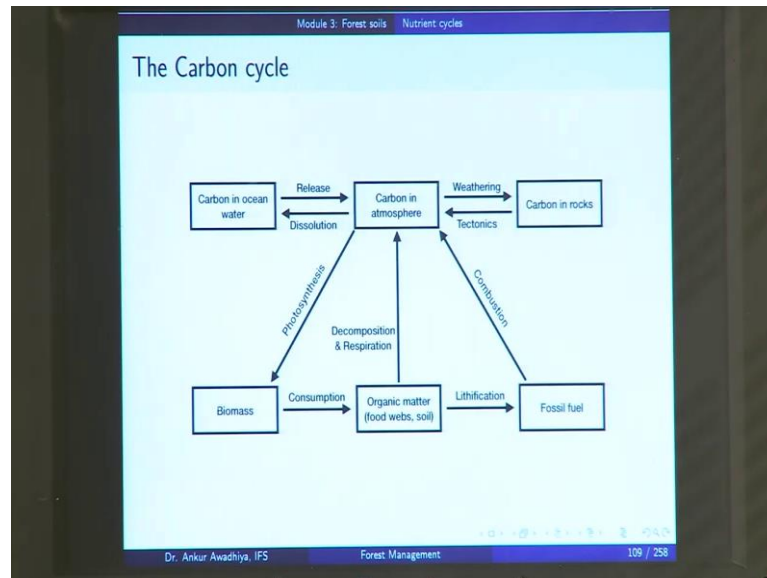 Module 3: Forest soils Nutrient cycles
The Carbon cycle
Release
Weathering
Carbon in ocean
water
Carbon in
atmosphere
Carbon in rocks
Dissolution
Tectonics
Photosynthesis
Combustion
Decomposition
& Respiration
Biomass
Consumption
Organic matter
(food webs, soil)
Lithification
Fossil fuel
Dr. Ankur Awadhiya, IFS Forest Management 109 / 258